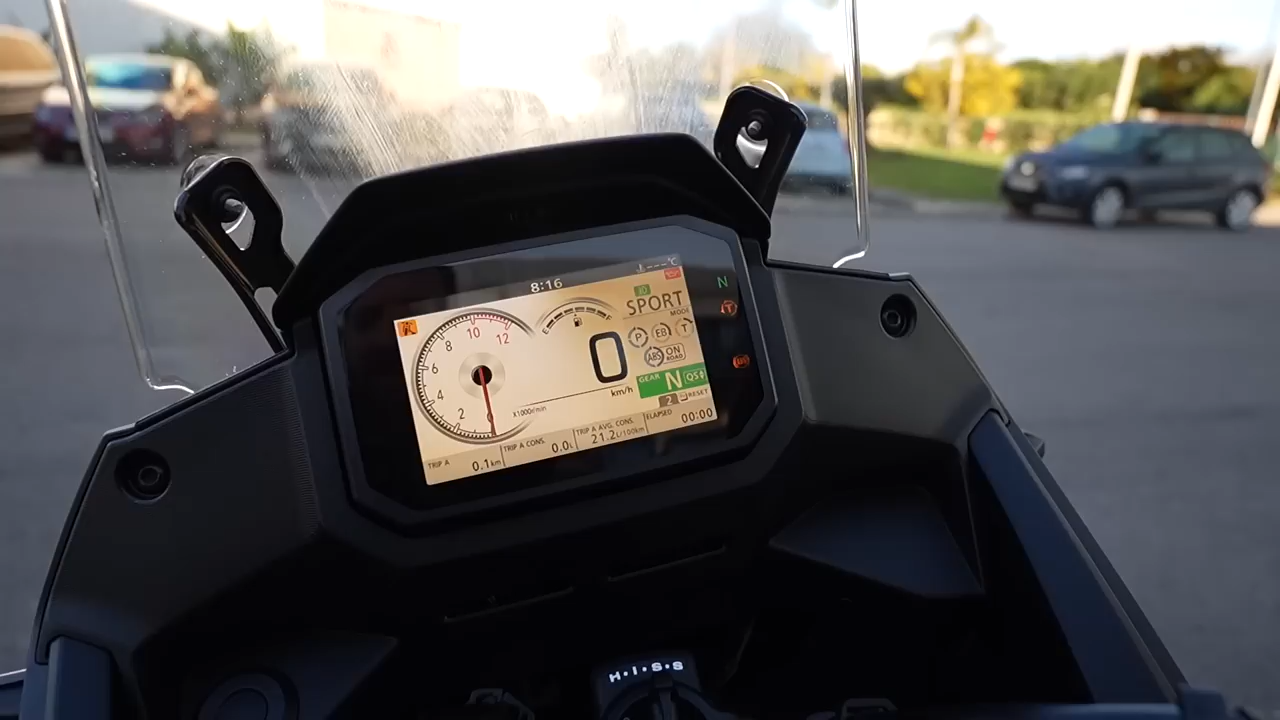 8:16
---°C
SPORT
MODE
P EB T
ABS ON ROAD
GEAR N QS
2 RESET
0
km/h
0 2 4 6 8 10 12
X1000r/min
TRIP A 0.1km
TRIP A CONS. 0.0L
TRIP A AVG. CONS. 21.2L/100km
ELAPSED 00:00
E F
N
T
H·I·S·S